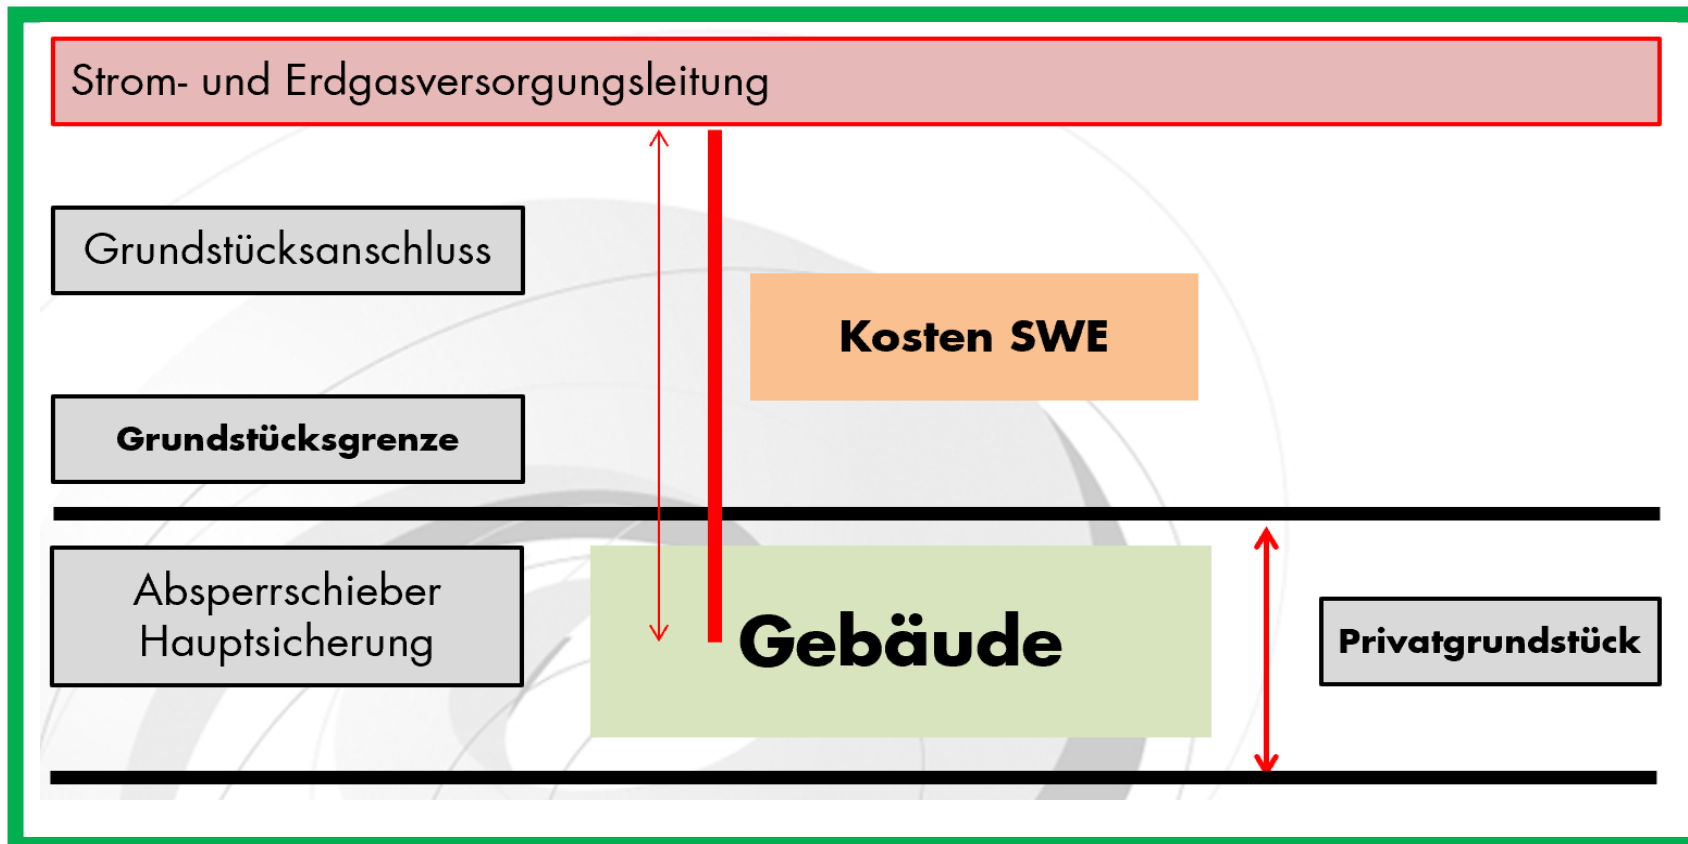 Strom- und Erdgasversorgungsleitung
Grundstücksanschluss
Kosten SWE
Grundstücksgrenze
Absperrschieber
Hauptsicherung
Gebäude
Privatgrundstück